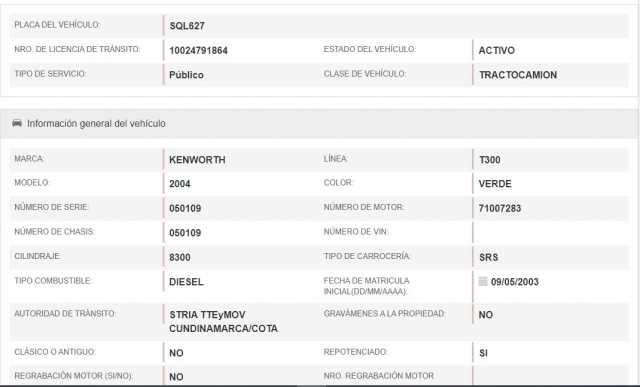 PLACA DEL VEHÍCULO: SQL627
NRO. DE LICENCIA DE TRÁNSITO: 10024791864 ESTADO DEL VEHÍCULO: ACTIVO
TIPO DE SERVICIO: Público CLASE DE VEHÍCULO: TRACTOCAMION
Información general del vehículo
MARCA: KENWORTH LÍNEA: T300
MODELO: 2004 COLOR: VERDE
NÚMERO DE SERIE: 050109 NÚMERO DE MOTOR: 71007283
NÚMERO DE CHASIS: 050109 NÚMERO DE VIN:
CILINDRAJE: 8300 TIPO DE CARROCERÍA: SRS
TIPO COMBUSTIBLE: DIESEL FECHA DE MATRICULA
INICIAL(DD/MM/AAAA): 09/05/2003
AUTORIDAD DE TRÁNSITO: STRIA TTEyMOV GRAVÁMENES A LA PROPIEDAD: NO
CUNDINAMARCA/COTA
CLÁSICO O ANTIGUO: NO REPOTENCIADO: SI
REGRABACIÓN MOTOR (SI/NO): NO NRO. REGRABACIÓN MOTOR